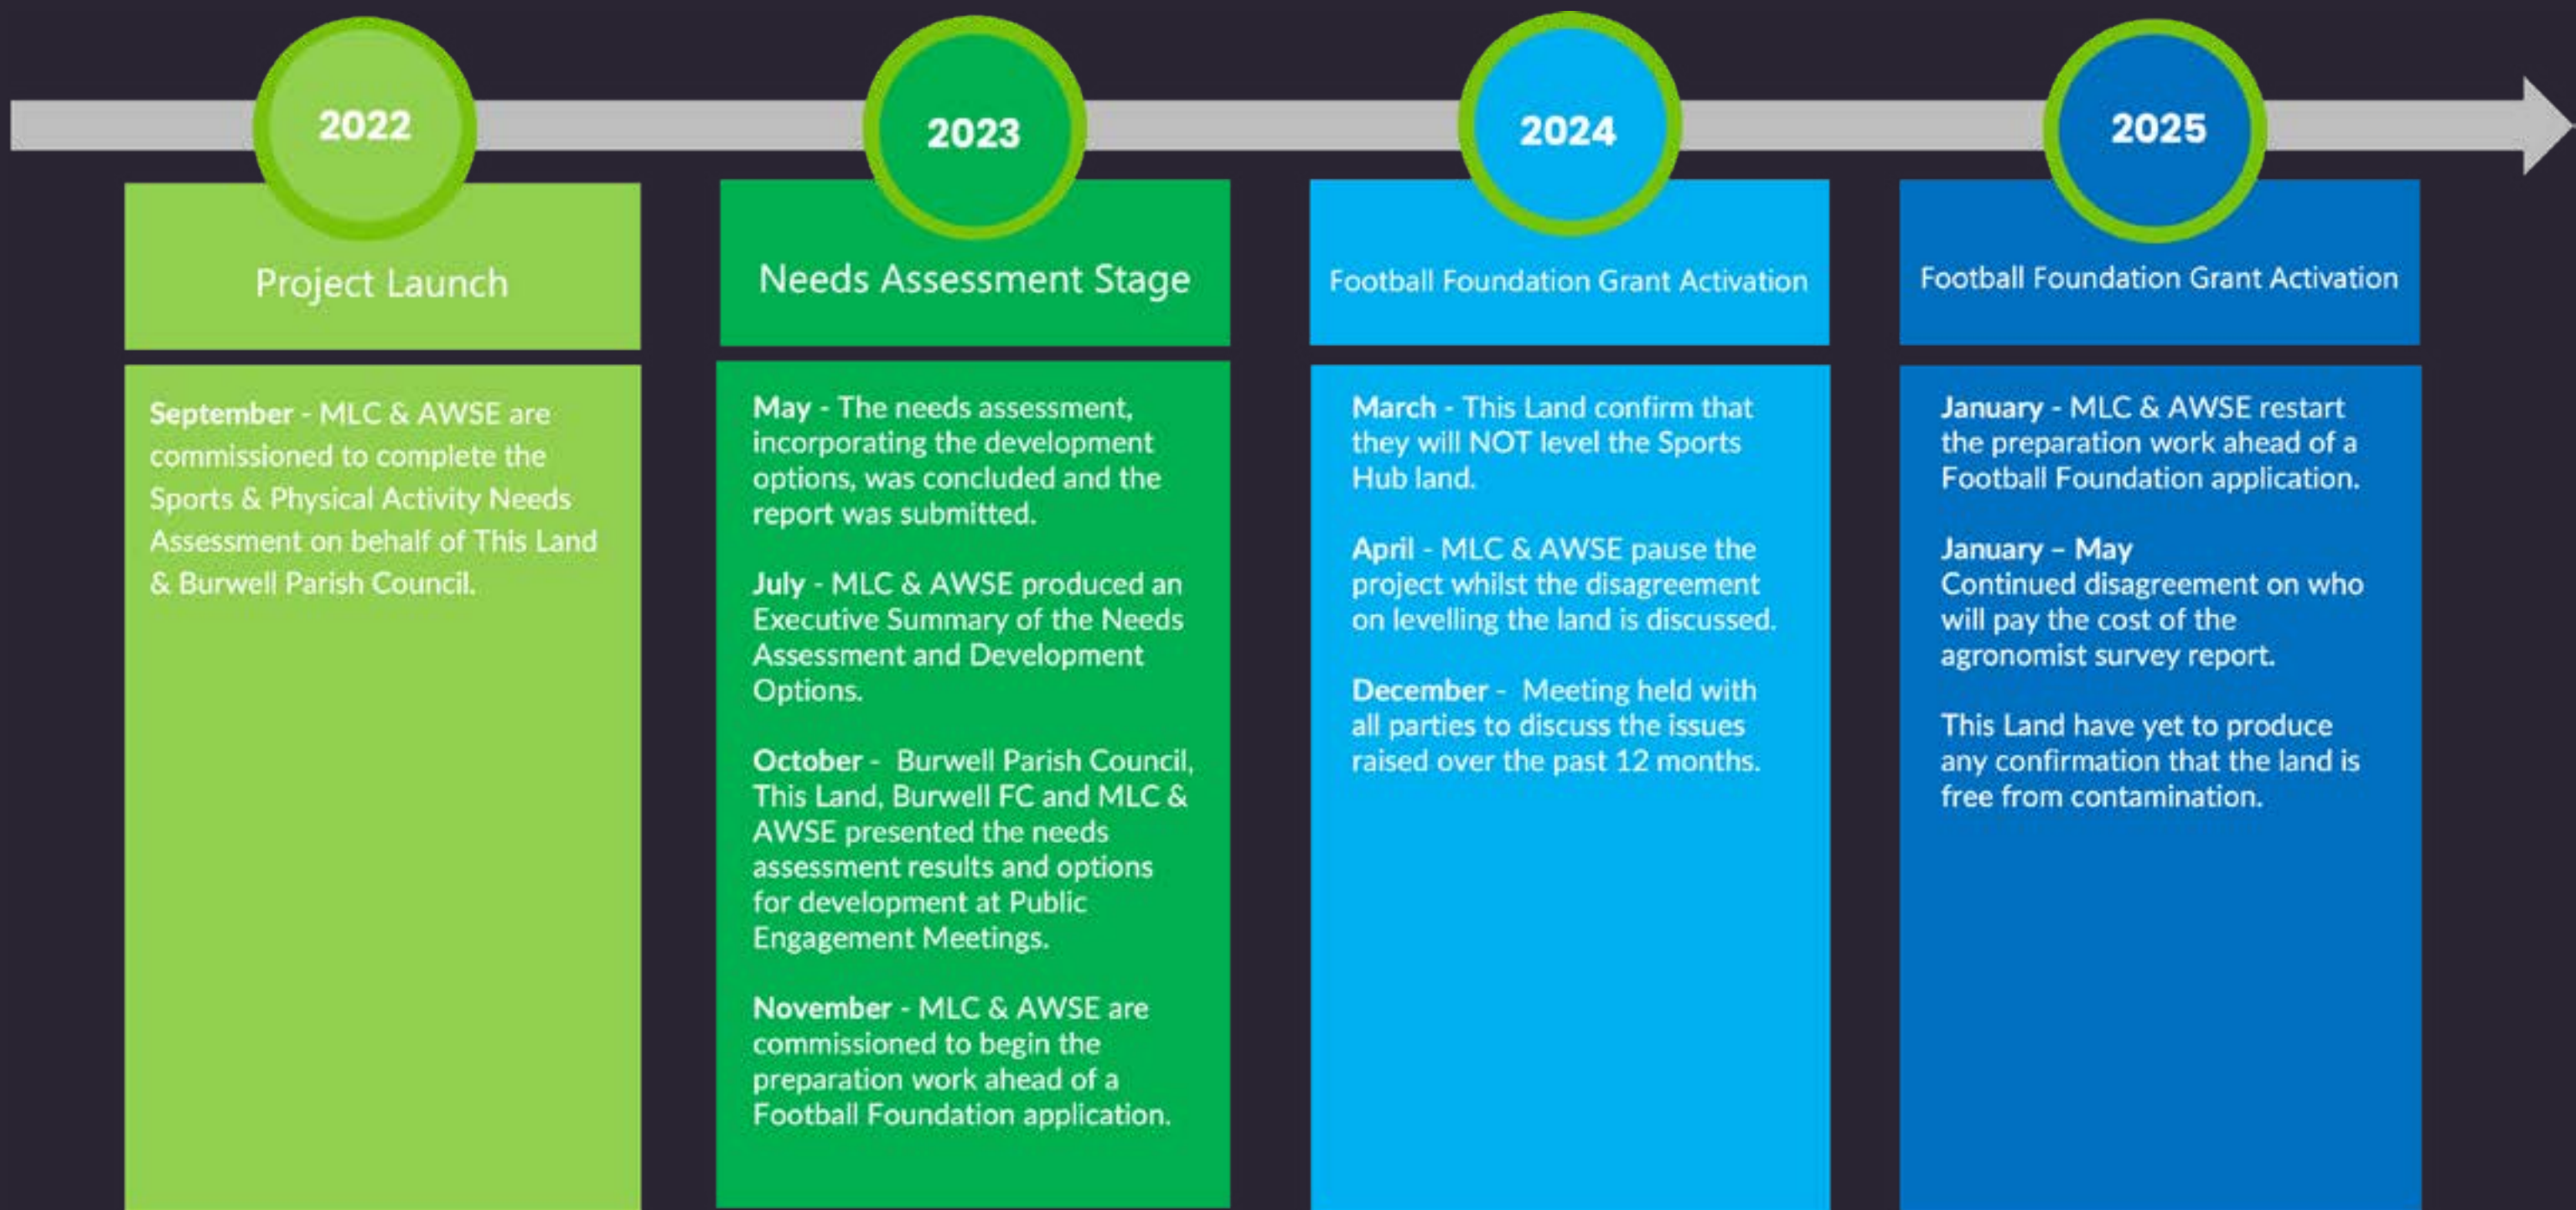 2022
Project Launch
September - MLC & AWSE are
commissioned to complete the
Sports & Physical Activity Needs
Assessment on behalf of This Land
& Burwell Parish Council.
2023
Needs Assessment Stage
May - The needs assessment,
incorporating the development
options, was concluded and the
report was submitted.
July - MLC & AWSE produced an
Executive Summary of the Needs
Assessment and Development
Options.
October -  Burwell Parish Council,
This Land, Burwell FC and MLC &
AWSE presented the needs
assessment results and options
for development at Public
Engagement Meetings.
November - MLC & AWSE are
commissioned to begin the
preparation work ahead of a
Football Foundation application.
2024
Football Foundation Grant Activation
March - This Land confirm that
they will NOT level the Sports
Hub land.
April - MLC & AWSE pause the
project whilst the disagreement
on levelling the land is discussed.
December -  Meeting held with
all parties to discuss the issues
raised over the past 12 months.
2025
Football Foundation Grant Activation
January - MLC & AWSE restart
the preparation work ahead of a
Football Foundation application.
January – May
Continued disagreement on who
will pay the cost of the
agronomist survey report.
This Land have yet to produce
any confirmation that the land is
free from contamination.